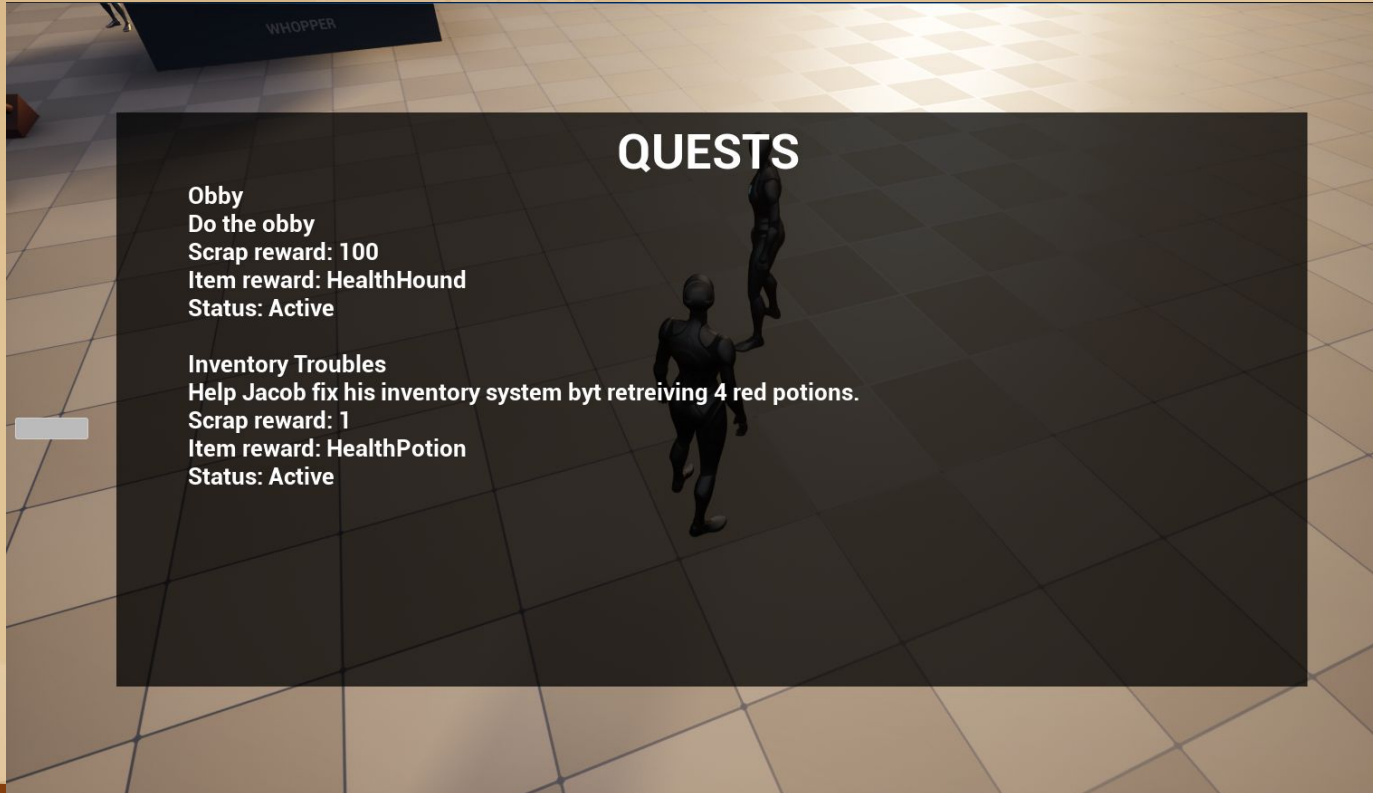 WHOPPER
QUESTS
Obby
Do the obby
Scrap reward: 100
Item reward: HealthHound
Status: Active
Inventory Troubles
Help Jacob fix his inventory system byt retreiving 4 red potions.
Scrap reward: 1
Item reward: HealthPotion
Status: Active